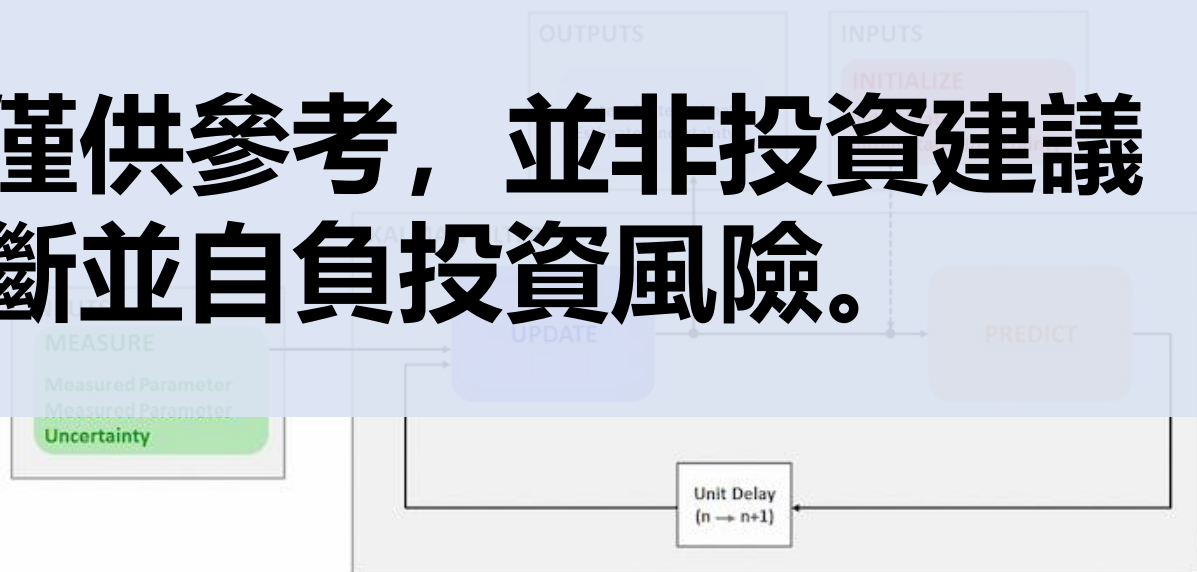 OUTPUTS
INPUTS
INITIALIZE
僅供參考，並非投資建議
斷並自負投資風險。
MEASURE
Measured Parameter
Measured Parameter
Uncertainty
UPDATE
PREDICT
Unit Delay
(n → n+1)